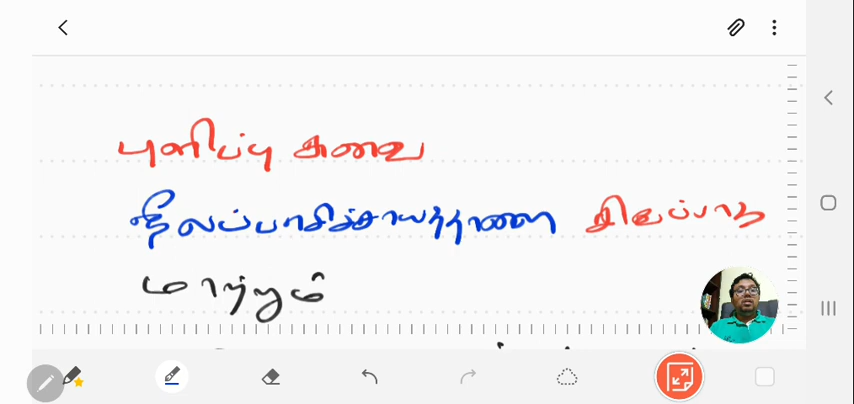 புளிப்பு சுவை
நீலப்பாசிச்சாயத்தாளை சிவப்பாக
மாற்றும்